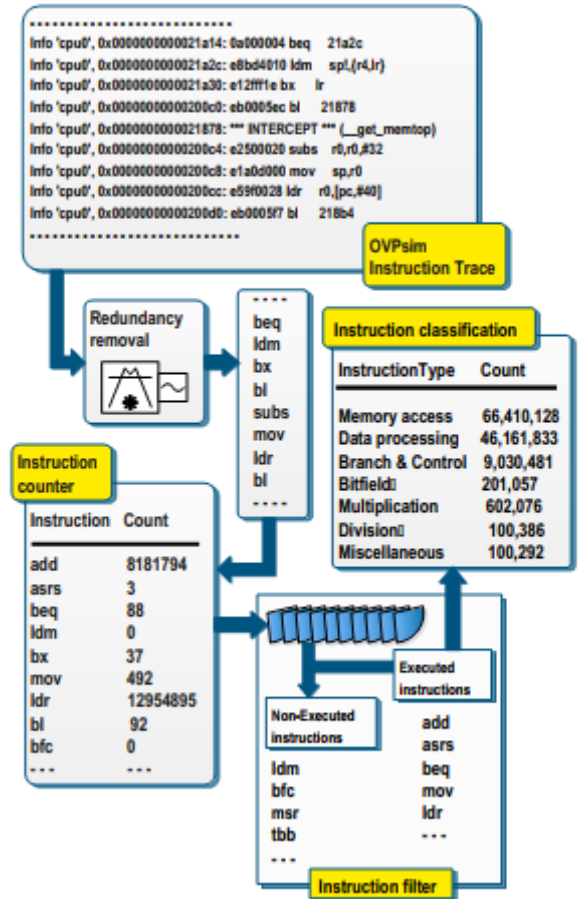 - - - - - - - - - - - - - - - - - - - - - - - - - - - -
Info 'cpu0', 0x0000000000021a14: 0a000004 beq 21a2c
Info 'cpu0', 0x0000000000021a2c: e8bd4010 ldm sp!,{r4,lr}
Info 'cpu0', 0x0000000000021a30: e12fff1e bx lr
Info 'cpu0', 0x00000000000200c0: eb0005ec bl 21878
Info 'cpu0', 0x0000000000021878: *** INTERCEPT *** (__get_memtop)
Info 'cpu0', 0x00000000000200c4: e2500020 subs r0,r0,#32
Info 'cpu0', 0x00000000000200c8: e1a0d000 mov sp,r0
Info 'cpu0', 0x00000000000200cc: e59f0028 ldr r0,[pc,#40]
Info 'cpu0', 0x00000000000200d0: eb0005f7 bl 218b4
- - - - - - - - - - - - - - - - - - - - - - - - - - - - -
OVPsim
Instruction Trace
Redundancy
removal
- - - -
beq
ldm
bx
bl
subs
mov
ldr
bl
- - - -
Instruction classification
InstructionType Count
Memory access 66,410,128
Data processing 46,161,833
Branch & Control 9,030,481
Bitfield 201,057
Multiplication 602,076
Division 100,386
Miscellaneous 100,292
Instruction
counter
Instruction Count
add 8181794
asrs 3
beq 88
ldm 0
bx 37
mov 492
ldr 12954895
bl 92
bfc 0
- - - - - -
Executed
instructions
add
asrs
beq
mov
ldr
- - -
Non-Executed
instructions
ldm
bfc
msr
tbb
- - -
Instruction filter